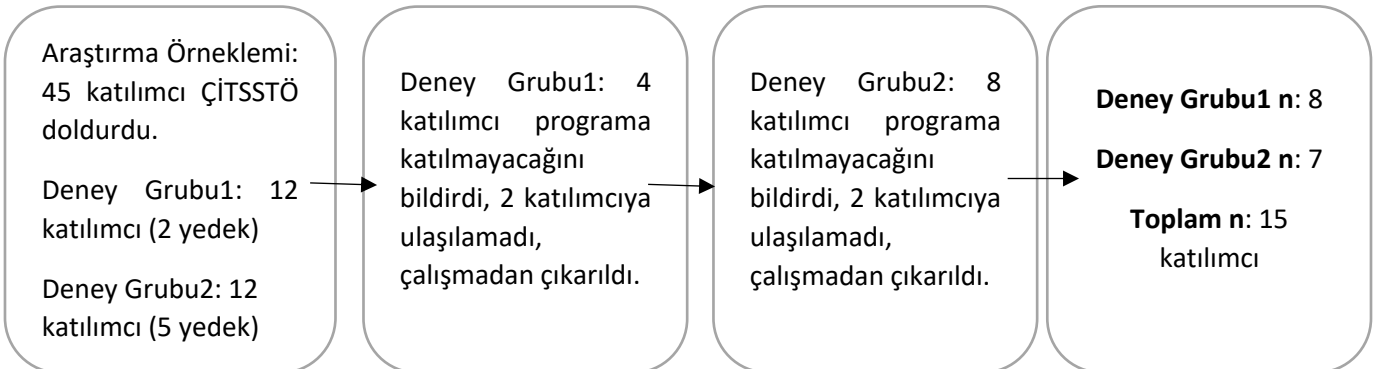 Araştırma Örneklemi:
45 katılımcı ÇİTSSTÖ
doldurdu.
Deney Grubu1: 12
katılımcı (2 yedek)
Deney Grubu2: 12
katılımcı (5 yedek)
Deney Grubu1: 4
katılımcı programa
katılmayacağını
bildirdi, 2 katılımcıya
ulaşılamadı,
çalışmadan çıkarıldı.
Deney Grubu2: 8
katılımcı programa
katılmayacağını
bildirdi, 2 katılımcıya
ulaşılamadı,
çalışmadan çıkarıldı.
Deney Grubu1 n: 8
Deney Grubu2 n: 7
Toplam n: 15
katılımcı